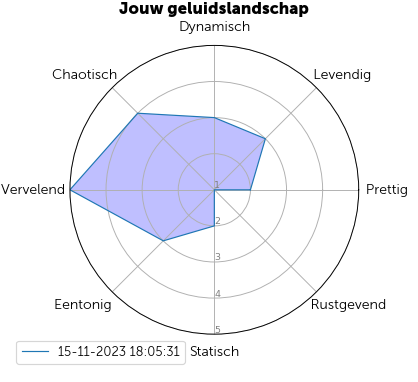 Jouw geluidslandschap
Dynamisch
Chaotisch
Levendig
Vervelend
1
Prettig
2
3
Eentonig
4
Rustgevend
5
15-11-2023 18:05:31
Statisch